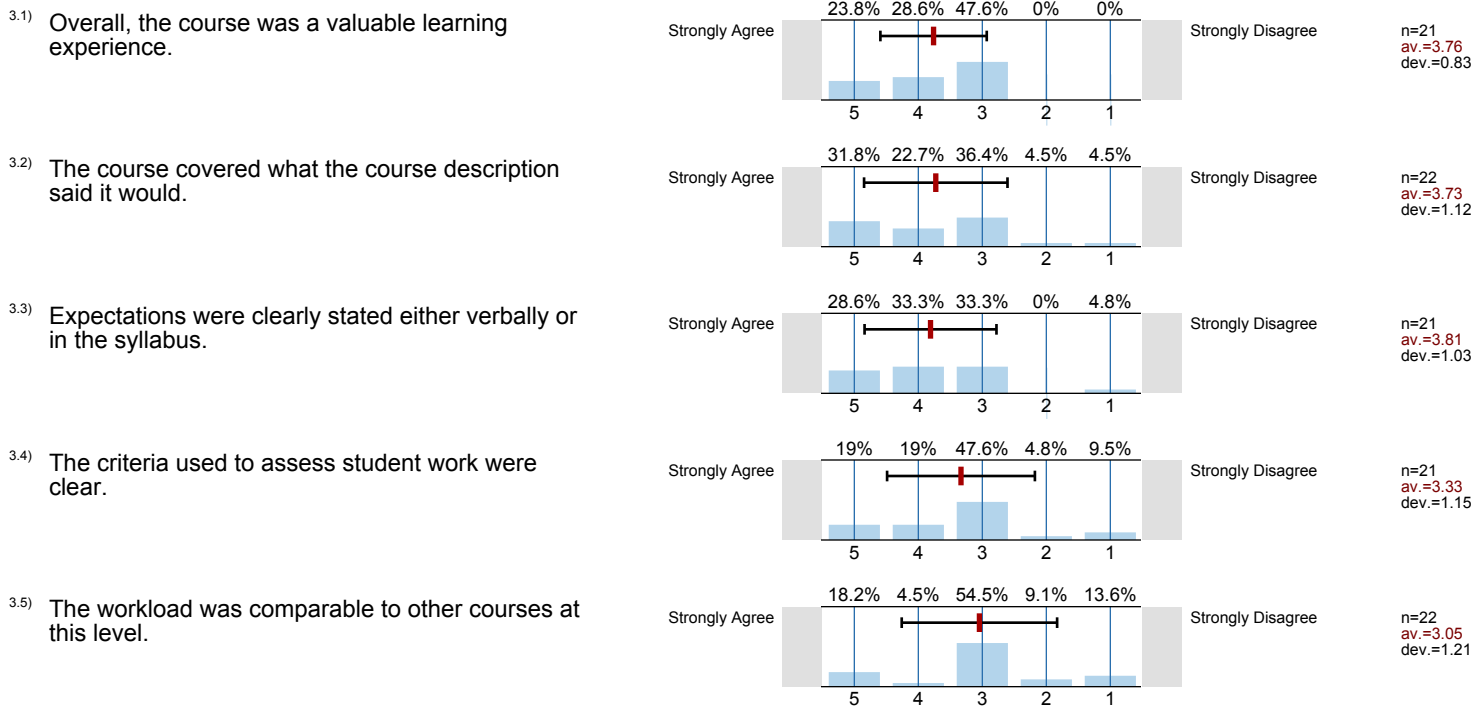 3.1) Overall, the course was a valuable learning
experience.
23.8% 28.6% 47.6% 0% 0%
Strongly Agree
Strongly Disagree
n=21
av.=3.76
dev.=0.83
5 4 3 2 1
3.2) The course covered what the course description
said it would.
31.8% 22.7% 36.4% 4.5% 4.5%
Strongly Agree
Strongly Disagree
n=22
av.=3.73
dev.=1.12
5 4 3 2 1
3.3) Expectations were clearly stated either verbally or
in the syllabus.
28.6% 33.3% 33.3% 0% 4.8%
Strongly Agree
Strongly Disagree
n=21
av.=3.81
dev.=1.03
5 4 3 2 1
3.4) The criteria used to assess student work were
clear.
19% 19% 47.6% 4.8% 9.5%
Strongly Agree
Strongly Disagree
n=21
av.=3.33
dev.=1.15
5 4 3 2 1
3.5) The workload was comparable to other courses at
this level.
18.2% 4.5% 54.5% 9.1% 13.6%
Strongly Agree
Strongly Disagree
n=22
av.=3.05
dev.=1.21
5 4 3 2 1